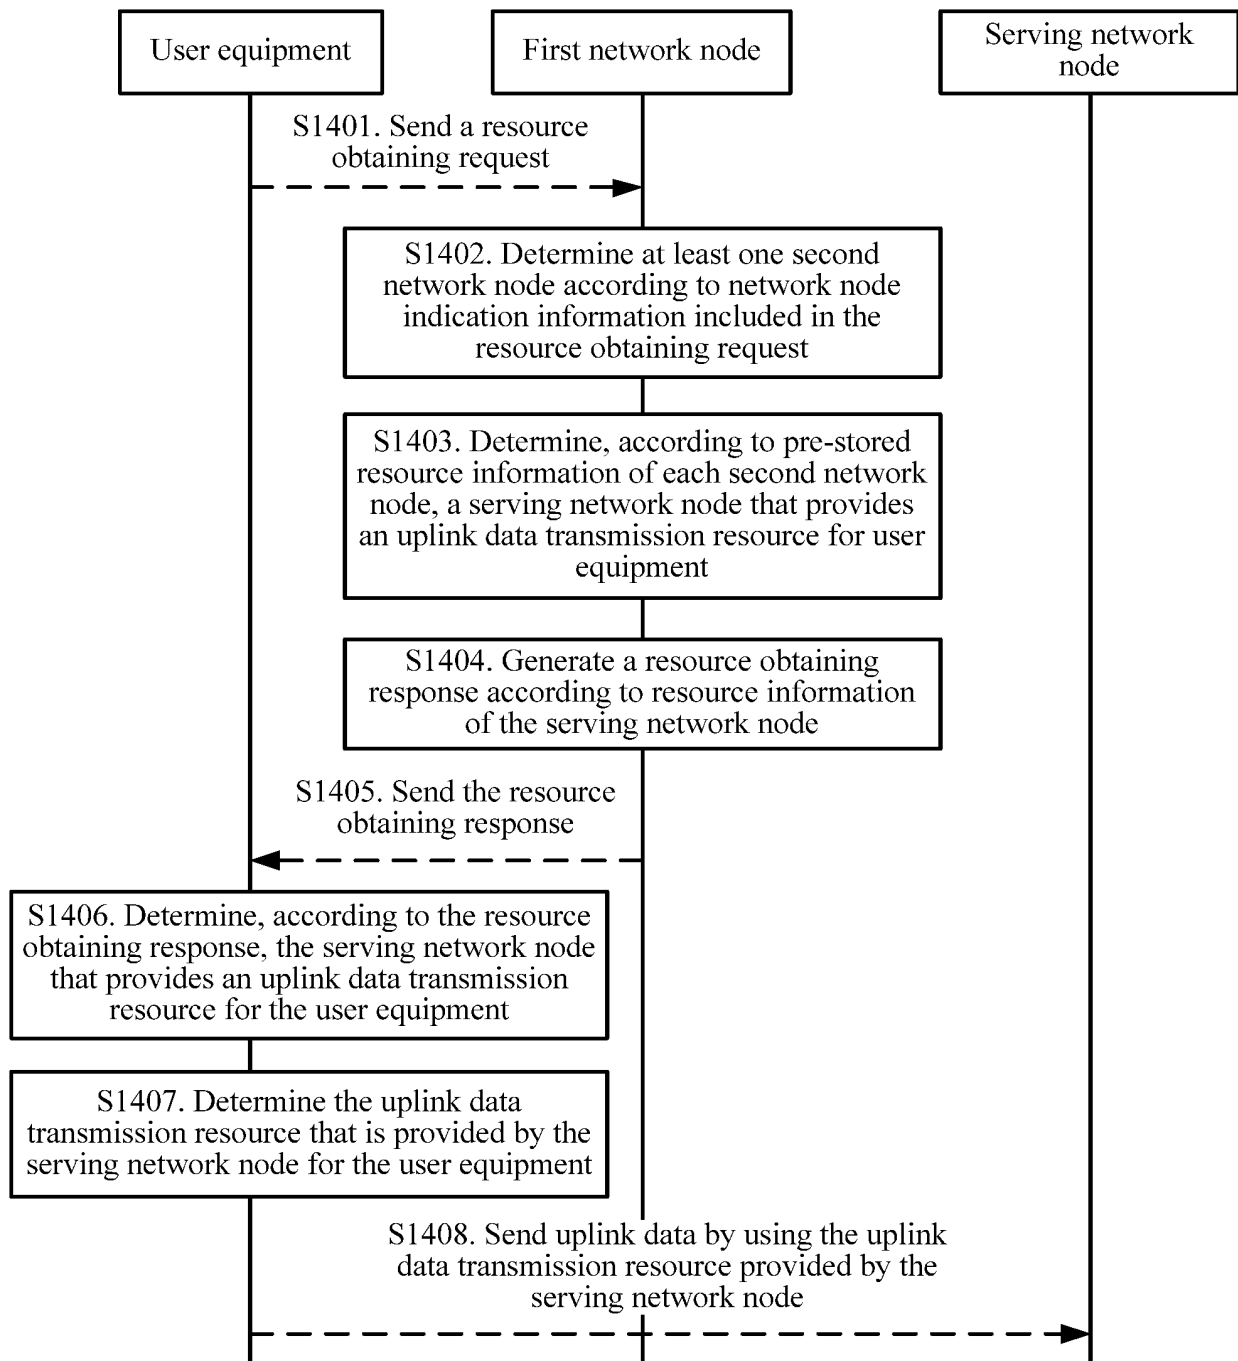 User equipment
First network node
Serving network
node
S1401. Send a resource
obtaining request
S1402. Determine at least one second
network node according to network node
indication information included in the
resource obtaining request
S1403. Determine, according to pre-stored
resource information of each second network
node, a serving network node that provides
an uplink data transmission resource for user
equipment
S1404. Generate a resource obtaining
response according to resource information
of the serving network node
S1405. Send the resource
obtaining response
S1406. Determine, according to the resource
obtaining response, the serving network node
that provides an uplink data transmission
resource for the user equipment
S1407. Determine the uplink data
transmission resource that is provided by the
serving network node for the user equipment
S1408. Send uplink data by using the uplink
data transmission resource provided by the
serving network node